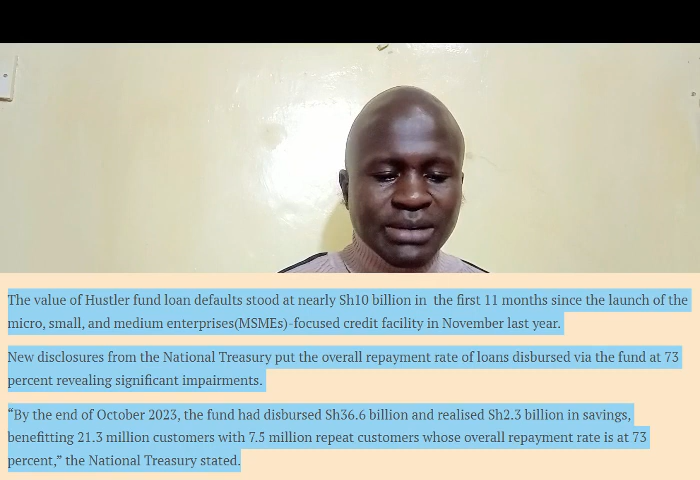 The value of Hustler fund loan defaults stood at nearly Sh10 billion in  the first 11 months since the launch of the
micro, small, and medium enterprises(MSMEs)-focused credit facility in November last year.
New disclosures from the National Treasury put the overall repayment rate of loans disbursed via the fund at 73
percent revealing significant impairments.
“By the end of October 2023, the fund had disbursed Sh36.6 billion and realised Sh2.3 billion in savings,
benefitting 21.3 million customers with 7.5 million repeat customers whose overall repayment rate is at 73
percent,” the National Treasury stated.